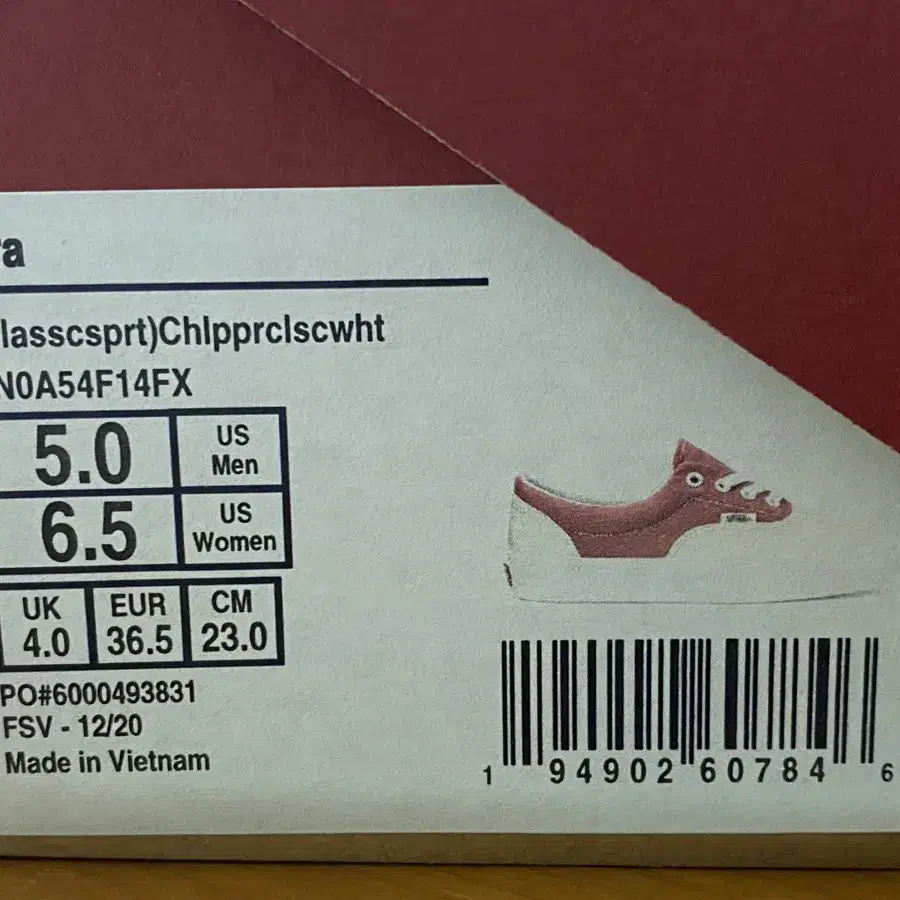 ra
lasscsprt)Chlpprclscwht
N0A54F14FX
5.0 US Men
6.5 US Women
UK EUR CM
4.0 36.5 23.0
PO#6000493831
FSV - 12/20
Made in Vietnam
1 94902 60784 6